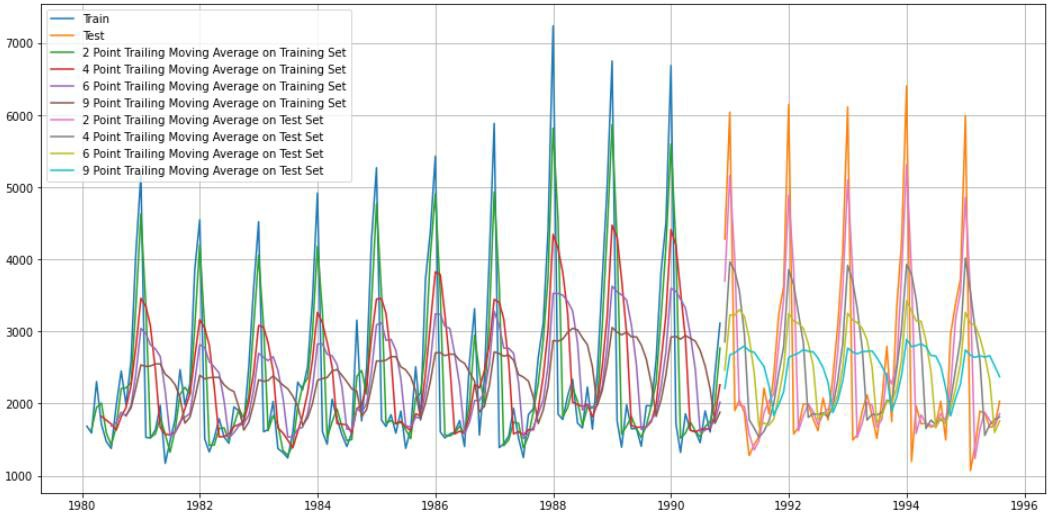 Train
Test
2 Point Trailing Moving Average on Training Set
4 Point Trailing Moving Average on Training Set
6 Point Trailing Moving Average on Training Set
9 Point Trailing Moving Average on Training Set
2 Point Trailing Moving Average on Test Set
4 Point Trailing Moving Average on Test Set
6 Point Trailing Moving Average on Test Set
9 Point Trailing Moving Average on Test Set
7000
6000
5000
4000
3000
2000
1000
1980 1982 1984 1986 1988 1990 1992 1994 1996